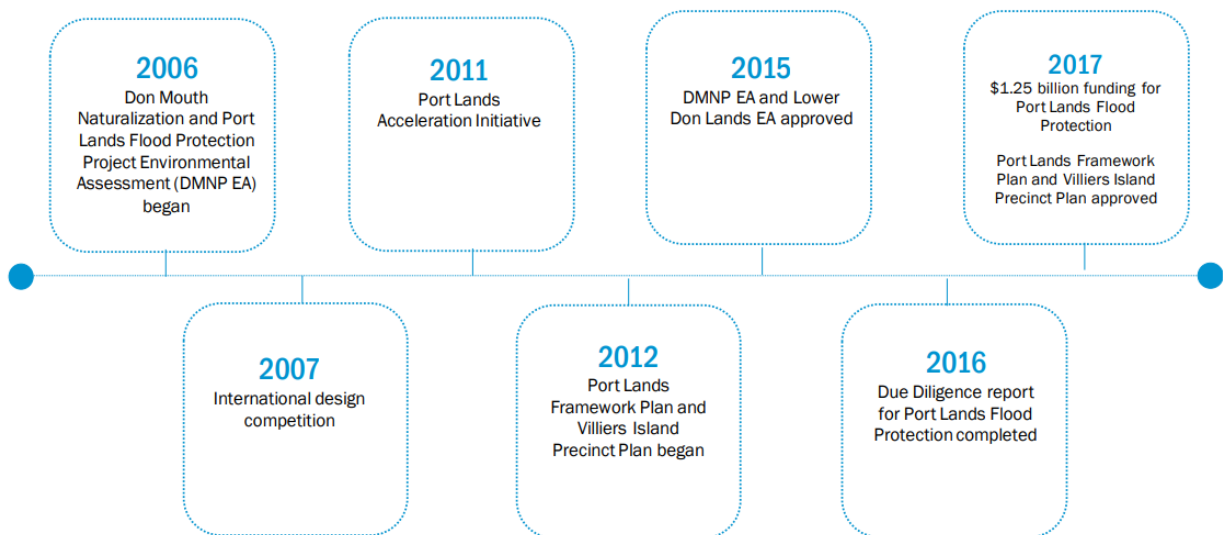 2006
Don Mouth
Naturalization and Port
Lands Flood Protection
Project Environmental
Assessment (DMNP EA)
began
2007
International design
competition
2011
Port Lands
Acceleration Initiative
2012
Port Lands
Framework Plan and
Villiers Island
Precinct Plan began
2015
DMNP EA and Lower
Don Lands EA approved
2016
Due Diligence report
for Port Lands Flood
Protection completed
2017
$1.25 billion funding for
Port Lands Flood
Protection
Port Lands Framework
Plan and Villiers Island
Precinct Plan approved